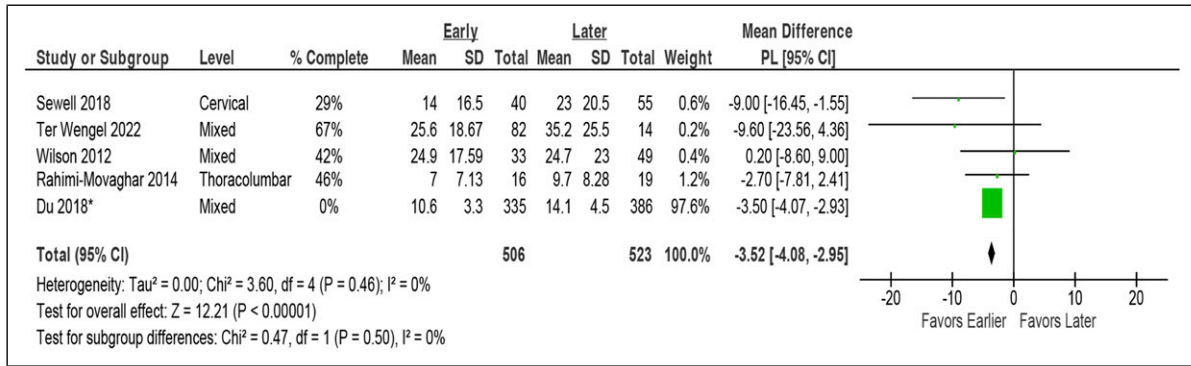 Early Later Mean Difference
Study or Subgroup Level % Complete Mean SD Total Mean SD Total Weight PL [95% CI]
Sewell 2018 Cervical 29% 14 16.5 40 23 20.5 55 0.6% -9.00 [-16.45, -1.55]
Ter Wengel 2022 Mixed 67% 25.6 18.67 82 35.2 25.5 14 0.2% -9.60 [-23.56, 4.36]
Wilson 2012 Mixed 42% 24.9 17.59 33 24.7 23 49 0.4% 0.20 [-8.60, 9.00]
Rahimi-Movaghar 2014 Thoracolumbar 46% 7 7.13 16 9.7 8.28 19 1.2% -2.70 [-7.81, 2.41]
Du 2018* Mixed 0% 10.6 3.3 335 14.1 4.5 386 97.6% -3.50 [-4.07, -2.93]
Total (95% CI) 506 523 100.0% -3.52 [-4.08, -2.95]
Heterogeneity: Tau² = 0.00; Chi² = 3.60, df = 4 (P = 0.46); I² = 0%
Test for overall effect: Z = 12.21 (P < 0.00001)
Test for subgroup differences: Chi² = 0.47, df = 1 (P = 0.50), I² = 0%
-20 -10 0 10 20
Favors Earlier Favors Later